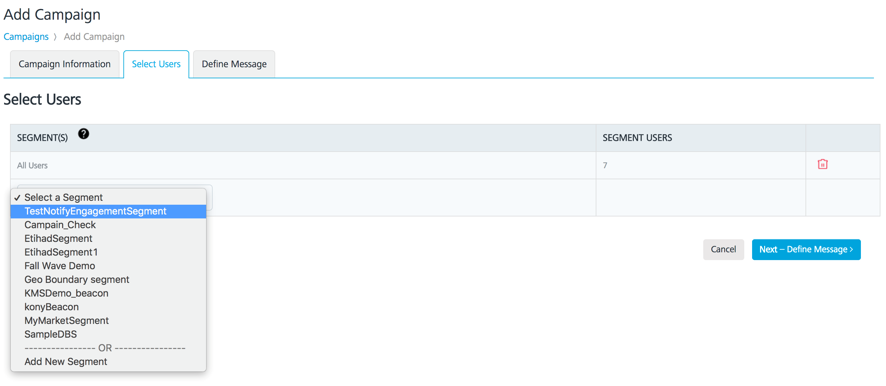 Add Campaign
Campaigns 〉 Add Campaign
Campaign Information Select Users Define Message
Select Users
SEGMENT(S) ? SEGMENT USERS
All Users 7
✓ Select a Segment
TestNotifyEngagementSegment
Campain_Check
EtihadSegment
EtihadSegment1
Fall Wave Demo
Geo Boundary segment
KMSDemo_beacon
konyBeacon
MyMarketSegment
SampleDBS
---------------- OR ----------------
Add New Segment
Cancel Next – Define Message ›